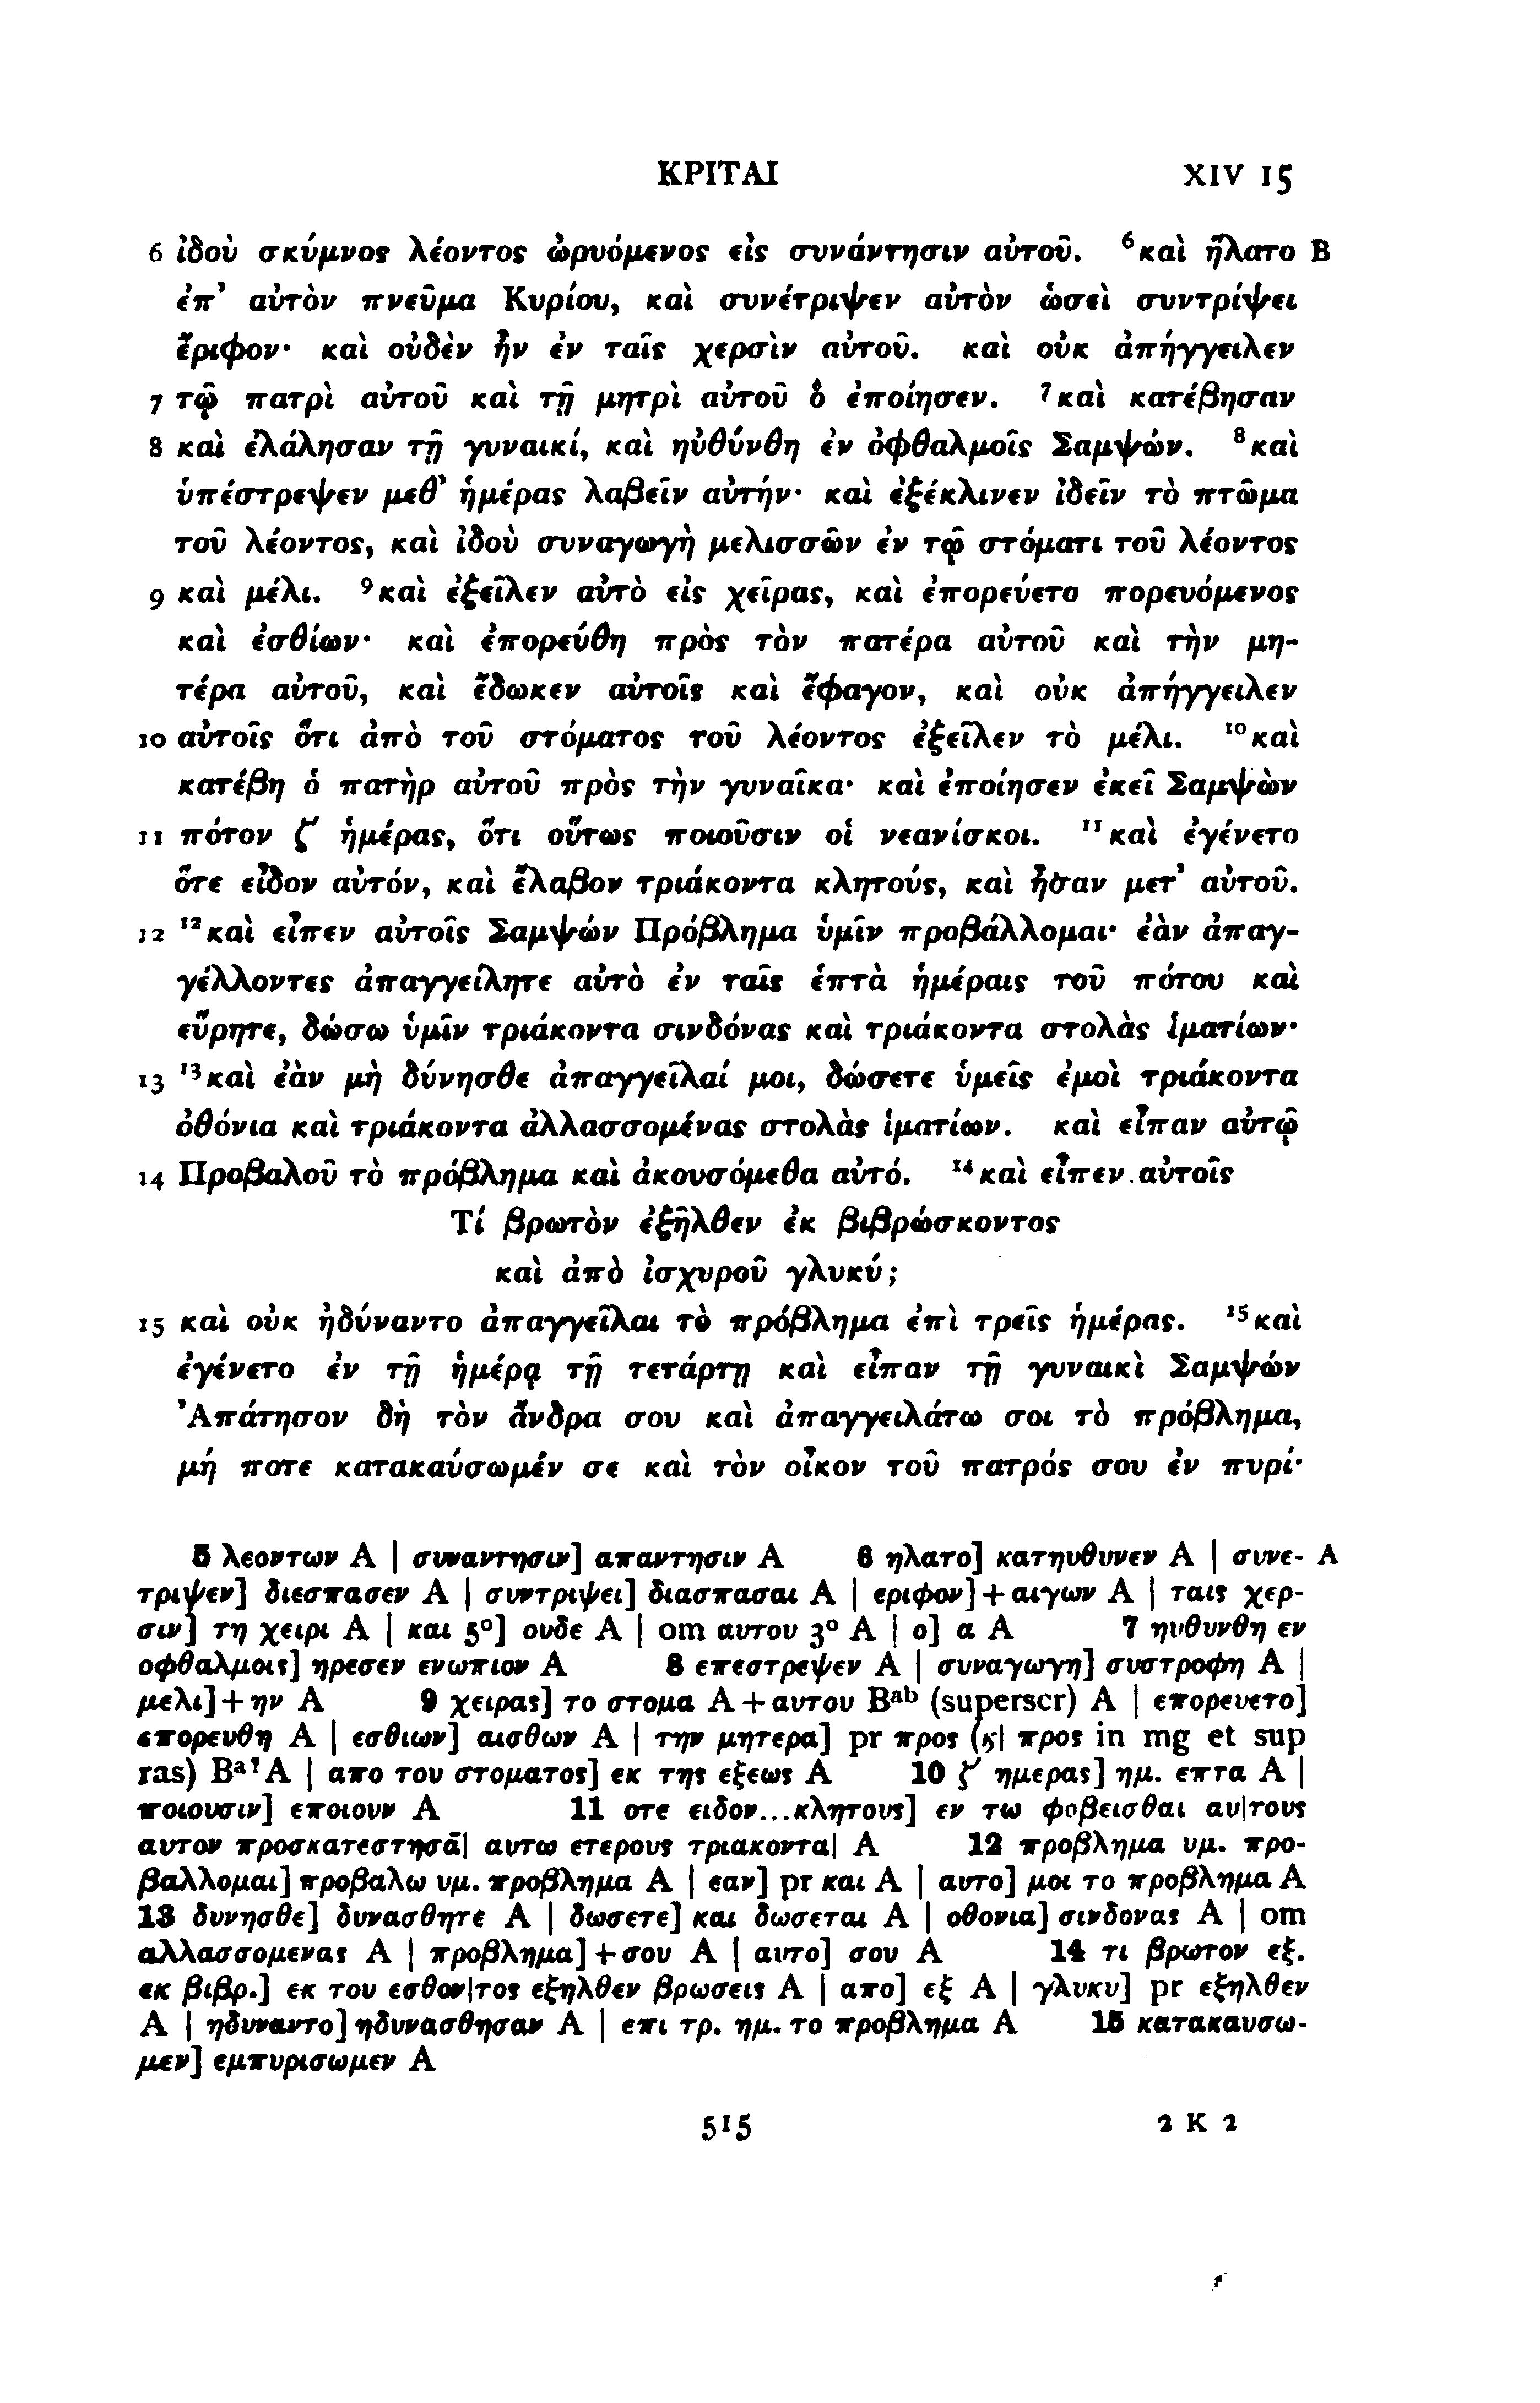 ΚΡΙΤΑΙ XIV 15
6 ἰδοὺ σκύμνος λέοντος ὠρυόμενος εἰς συνάντησιν αὐτοῦ. ⁶καὶ ἥλατο B
ἐπ’ αὐτὸν πνεῦμα Κυρίου, καὶ συνέτριψεν αὐτὸν ὡσεὶ συντρίψει
ἔριφον· καὶ οὐδὲν ἦν ἐν ταῖς χερσὶν αὐτοῦ. καὶ οὐκ ἀπήγγειλεν
7 τῷ πατρὶ αὐτοῦ καὶ τῇ μητρὶ αὐτοῦ ὃ ἐποίησεν. ⁷καὶ κατέβησαν
8 καὶ ἐλάλησαν τῇ γυναικί, καὶ ηὐθύνθη ἐν ὀφθαλμοῖς Σαμψών. ⁸καὶ
ὑπέστρεψεν μεθ’ ἡμέρας λαβεῖν αὐτήν· καὶ ἐξέκλινεν ἰδεῖν τὸ πτῶμα
τοῦ λέοντος, καὶ ἰδοὺ συναγωγὴ μελισσῶν ἐν τῷ στόματι τοῦ λέοντος
9 καὶ μέλι. ⁹καὶ ἐξεῖλεν αὐτὸ εἰς χεῖρας, καὶ ἐπορεύετο πορευόμενος
καὶ ἐσθίων· καὶ ἐπορεύθη πρὸς τὸν πατέρα αὐτοῦ καὶ τὴν μη-
τέρα αὐτοῦ, καὶ ἔδωκεν αὐτοῖς καὶ ἔφαγον, καὶ οὐκ ἀπήγγειλεν
10 αὐτοῖς ὅτι ἀπὸ τοῦ στόματος τοῦ λέοντος ἐξεῖλεν τὸ μέλι. ¹⁰καὶ
κατέβη ὁ πατὴρ αὐτοῦ πρὸς τὴν γυναῖκα· καὶ ἐποίησεν ἐκεῖ Σαμψὼν
11 πότον ζ′ ἡμέρας, ὅτι οὕτως ποιοῦσιν οἱ νεανίσκοι. ¹¹καὶ ἐγένετο
ὅτε εἶδον αὐτόν, καὶ ἔλαβον τριάκοντα κλητούς, καὶ ἦσαν μετ’ αὐτοῦ.
12 ¹²καὶ εἶπεν αὐτοῖς Σαμψών Πρόβλημα ὑμῖν προβάλλομαι· ἐὰν ἀπαγ-
γέλλοντες ἀπαγγείλητε αὐτὸ ἐν ταῖς ἑπτὰ ἡμέραις τοῦ πότου καὶ
εὕρητε, δώσω ὑμῖν τριάκοντα σινδόνας καὶ τριάκοντα στολὰς ἱματίων·
13 ¹³καὶ ἐὰν μὴ δύνησθε ἀπαγγεῖλαί μοι, δώσετε ὑμεῖς ἐμοὶ τριάκοντα
ὀθόνια καὶ τριάκοντα ἀλλασσομένας στολὰς ἱματίων. καὶ εἶπαν αὐτῷ
14 Προβαλοῦ τὸ πρόβλημα καὶ ἀκουσόμεθα αὐτό. ¹⁴καὶ εἶπεν αὐτοῖς
Τί βρωτὸν ἐξῆλθεν ἐκ βιβρώσκοντος
καὶ ἀπὸ ἰσχυροῦ γλυκύ;
15 καὶ οὐκ ἠδύναντο ἀπαγγεῖλαι τὸ πρόβλημα ἐπὶ τρεῖς ἡμέρας. ¹⁵καὶ
ἐγένετο ἐν τῇ ἡμέρᾳ τῇ τετάρτῃ καὶ εἶπαν τῇ γυναικὶ Σαμψών
Ἀπάτησον δὴ τὸν ἄνδρα σου καὶ ἀπαγγειλάτω σοι τὸ πρόβλημα,
μή ποτε κατακαύσωμέν σε καὶ τὸν οἶκον τοῦ πατρός σου ἐν πυρί·
5 λεοντων A | συναντησιν] απαντησιν A 6 ηλατο] κατηυθυνεν A | συνε- A
τριψεν] διεσπασεν A | συντριψει] διασπασαι A | εριφον]+αιγων A | ταις χερ-
σιν] τη χειρι A | και 5°] ουδε A | om αυτου 3° A | ο] α A 7 ηυθυνθη εν
οφθαλμοις] ηρεσεν ενωπιον A 8 επεστρεψεν A | συναγωγη] συστροφη A |
μελι]+ην A 9 χειρας] το στομα A+αυτου Bᵃᵇ (superscr) A | επορευετο]
επορευθη A | εσθιων] αισθων A | την μητερα] pr προς (ϗ| προς in mg et sup
ras) Bᵃ?A | απο του στοματος] εκ της εξεως A 10 ζ′ ημερας] ημ. επτα A |
ποιουσιν] εποιουν A 11 οτε ειδον...κλητους] εν τω φοβεισθαι αυ|τους
αυτον προσκατεστησᾱ| αυτω ετερους τριακοντα| A 12 προβλημα υμ. προ-
βαλλομαι] προβαλω υμ. προβλημα A | εαν] pr και A | αυτο] μοι το προβλημα A
13 δυνησθε] δυνασθητε A | δωσετε] και δωσεται A | οθονια] σινδονας A | om
αλλασσομενας A | προβλημα]+σου A | αυτο] σου A 14 τι βρωτον εξ.
εκ βιβρ.] εκ του εσθον|τος εξηλθεν βρωσεις A | απο] εξ A | γλυκυ] pr εξηλθεν
A | ηδυναντο] ηδυνασθησαν A | επι τρ. ημ. το προβλημα A 15 κατακαυσω-
μεν] εμπυρισωμεν A
515 2 K 2